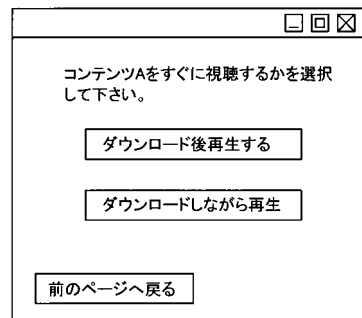 コンテンツAをすぐに視聴するかを選択
して下さい。
ダウンロード後再生する
ダウンロードしながら再生
前のページへ戻る